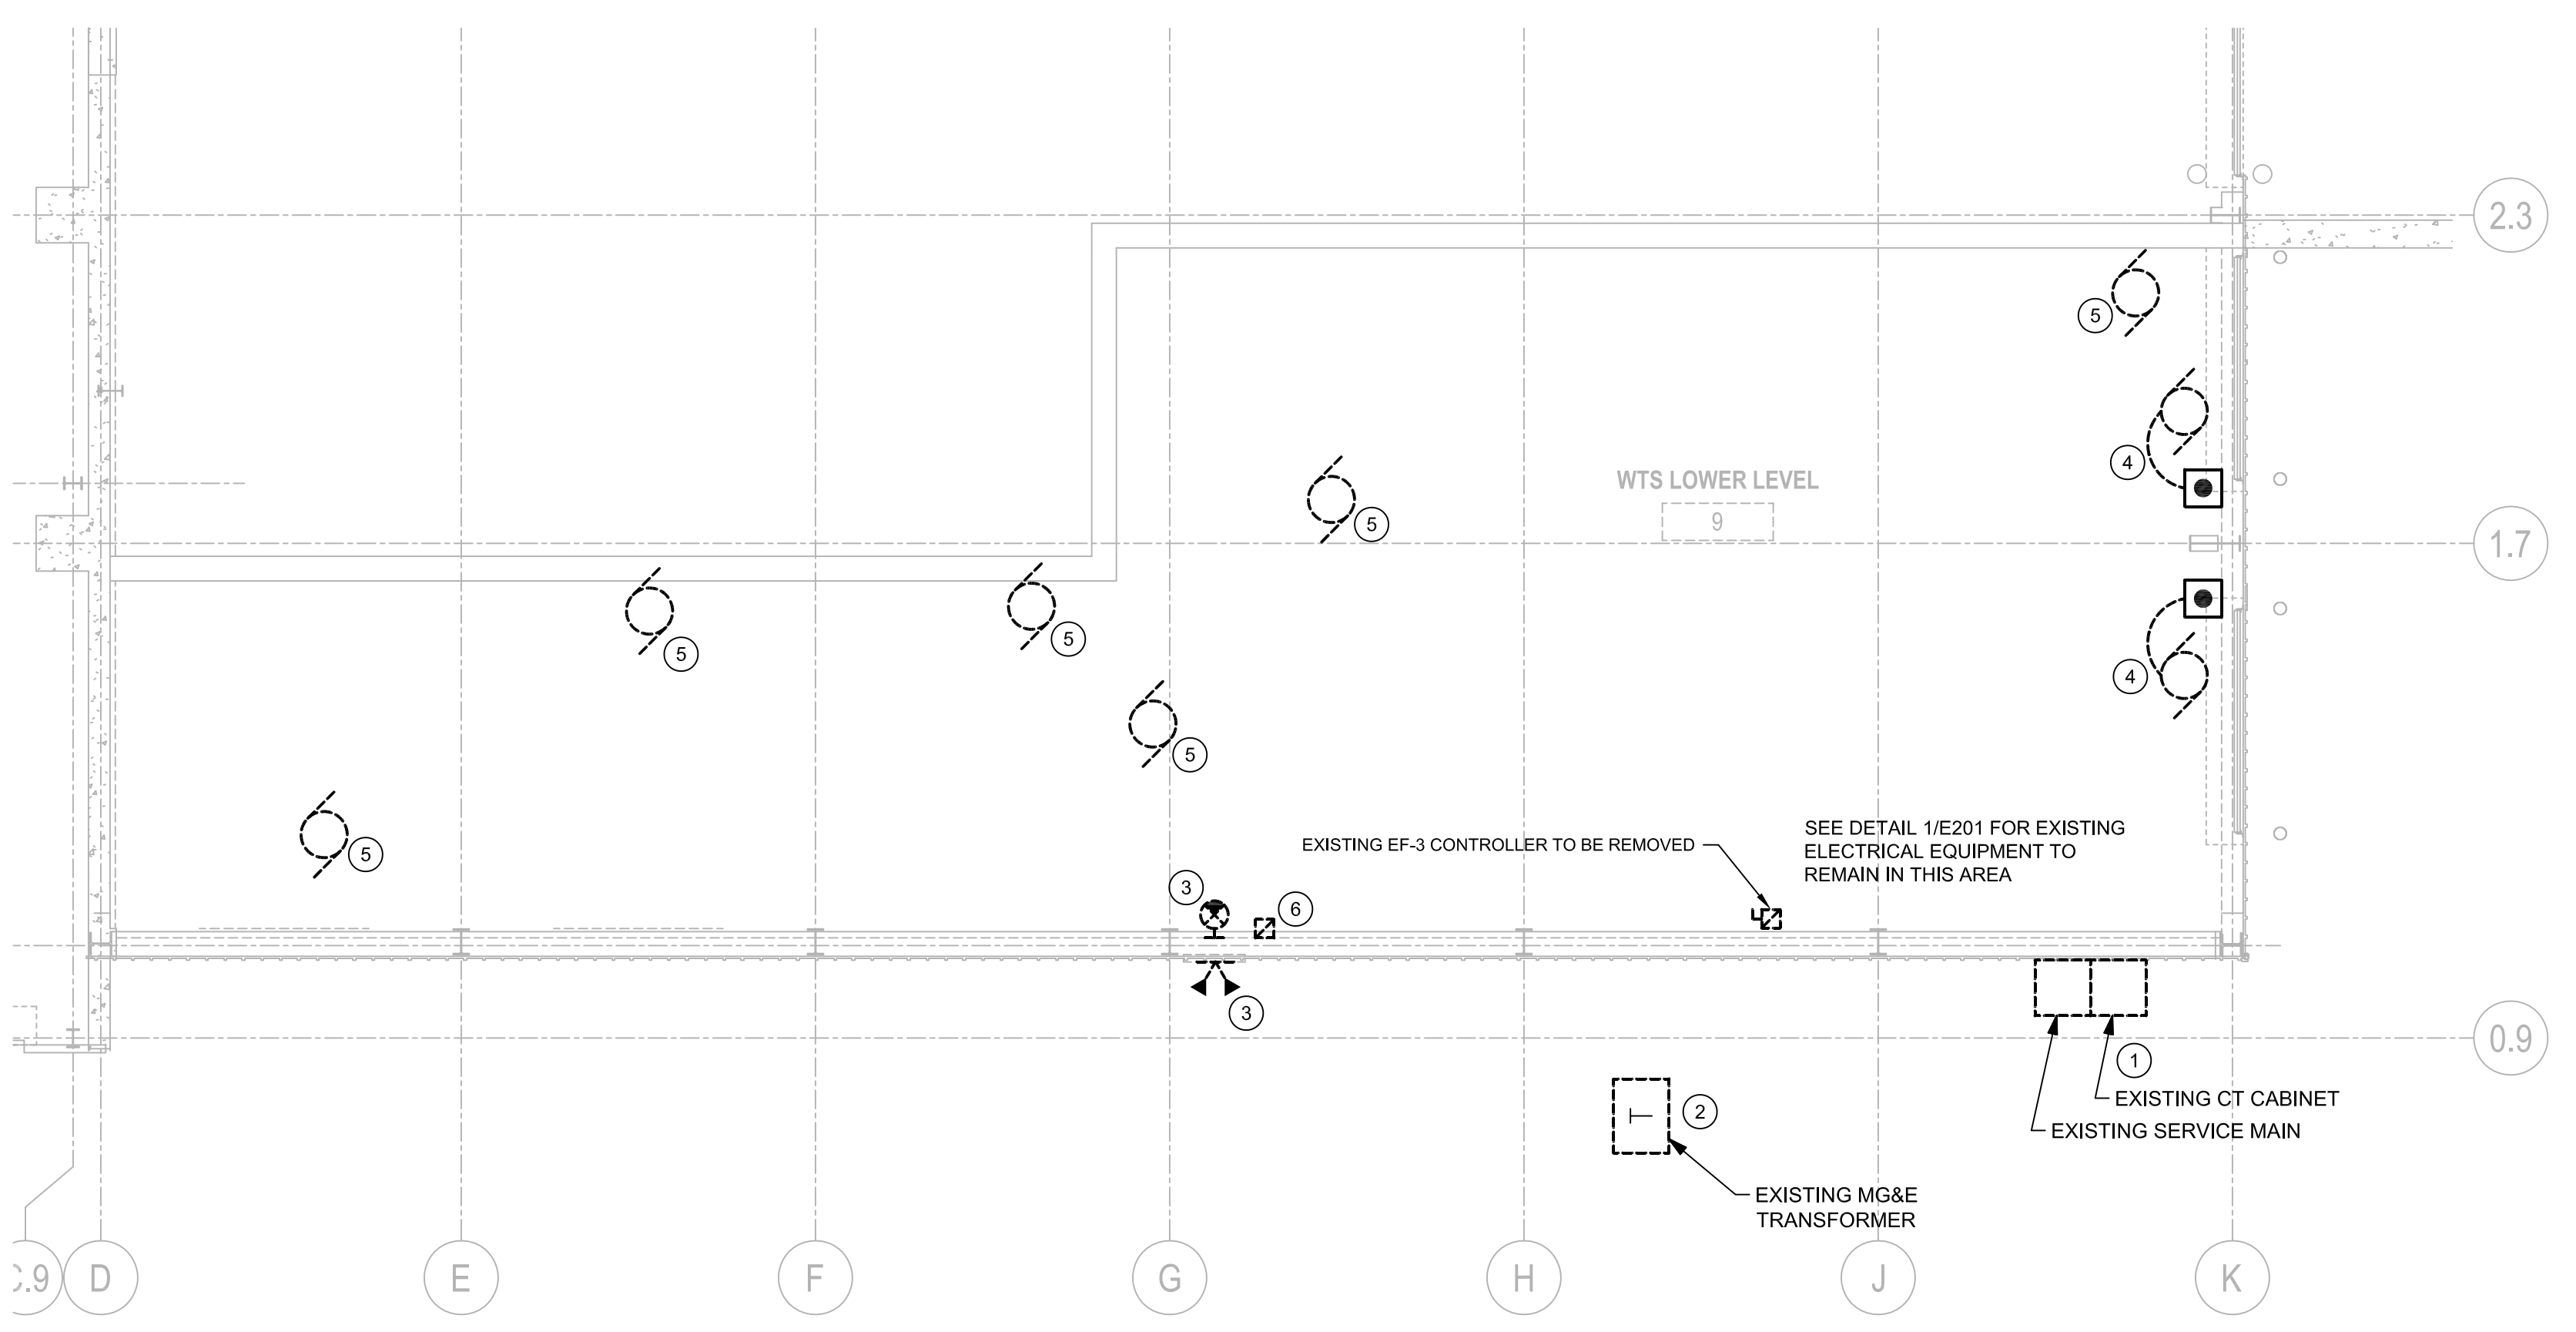 2.3
5
4
WTS LOWER LEVEL
9
5
1.7
5
5
4
5
5
SEE DETAIL 1/E201 FOR EXISTING
ELECTRICAL EQUIPMENT TO
REMAIN IN THIS AREA
EXISTING EF-3 CONTROLLER TO BE REMOVED
3
6
3
0.9
1
EXISTING CT CABINET
EXISTING SERVICE MAIN
2
T
EXISTING MG&E
TRANSFORMER
D
E
F
G
H
J
K